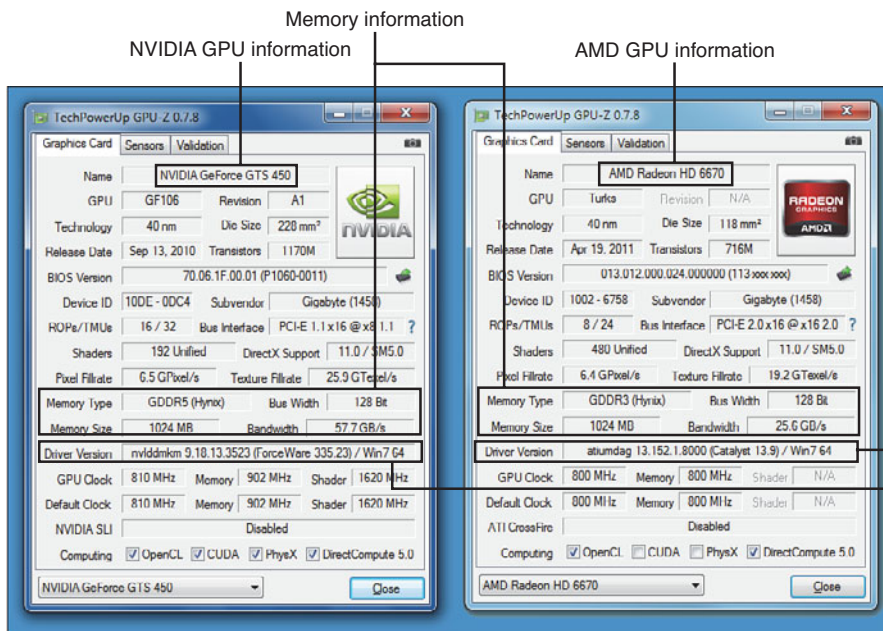 Memory information
NVIDIA GPU information
AMD GPU information
TechPowerUp GPU-Z 0.7.8
Graphics Card Sensors Validation
Name NVIDIA GeForce GTS 450
GPU GF106 Revision A1
Technology 40 nm Die Size 228 mm²
Release Date Sep 13, 2010 Transistors 1170M
BIOS Version 70.06.1F.00.01 (P1060-0011)
Device ID 10DE - 0DC4 Subvendor Gigabyte (1458)
ROPs/TMUs 16 / 32 Bus Interface PCI-E 1.1 x16 @ x8 1.1 ?
Shaders 192 Unified DirectX Support 11.0 / SM5.0
Pixel Fillrate 6.5 GPixel/s Texture Fillrate 25.9 GTexel/s
Memory Type GDDR5 (Hynix) Bus Width 128 Bit
Memory Size 1024 MB Bandwidth 57.7 GB/s
Driver Version nvlddmkm 9.18.13.3523 (ForceWare 335.23) / Win7 64
GPU Clock 810 MHz Memory 902 MHz Shader 1620 MHz
Default Clock 810 MHz Memory 902 MHz Shader 1620 MHz
NVIDIA SLI Disabled
Computing OpenCL CUDA PhysX DirectCompute 5.0
NVIDIA GeForce GTS 450 Close
NVIDIA
TechPowerUp GPU-Z 0.7.8
Graphics Card Sensors Validation
Name AMD Radeon HD 6670
GPU Turks Revision N/A
Technology 40 nm Die Size 118 mm²
Release Date Apr 19, 2011 Transistors 716M
BIOS Version 013.012.000.024.000000 (113 xxx xxx)
Device ID 1002 - 6758 Subvendor Gigabyte (1458)
ROPs/TMUs 8 / 24 Bus Interface PCI-E 2.0 x16 @ x16 2.0 ?
Shaders 480 Unified DirectX Support 11.0 / SM5.0
Pixel Fillrate 6.4 GPixel/s Texture Fillrate 19.2 GTexel/s
Memory Type GDDR3 (Hynix) Bus Width 128 Bit
Memory Size 1024 MB Bandwidth 25.6 GB/s
Driver Version atiumdag 13.152.1.8000 (Catalyst 13.9) / Win7 64
GPU Clock 800 MHz Memory 800 MHz Shader N/A
Default Clock 800 MHz Memory 800 MHz Shader N/A
ATI CrossFire Disabled
Computing OpenCL CUDA PhysX DirectCompute 5.0
AMD Radeon HD 6670 Close
RADEON
GRAPHICS
AMD